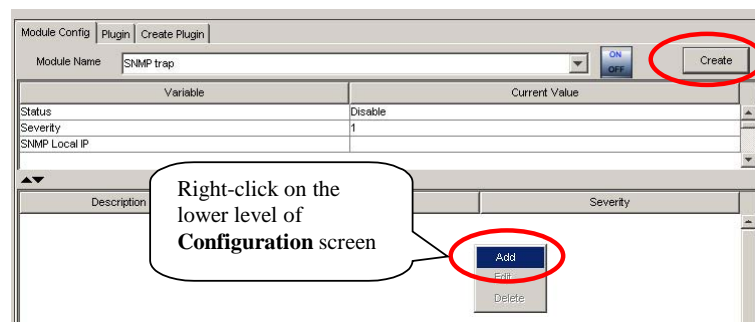 Module Config Plugin Create Plugin
Module Name SNMP trap ON OFF Create
Variable Current Value
Status Disable
Severity 1
SNMP Local IP
Description Severity
Right-click on the
lower level of
Configuration screen
Add
Edit
Delete